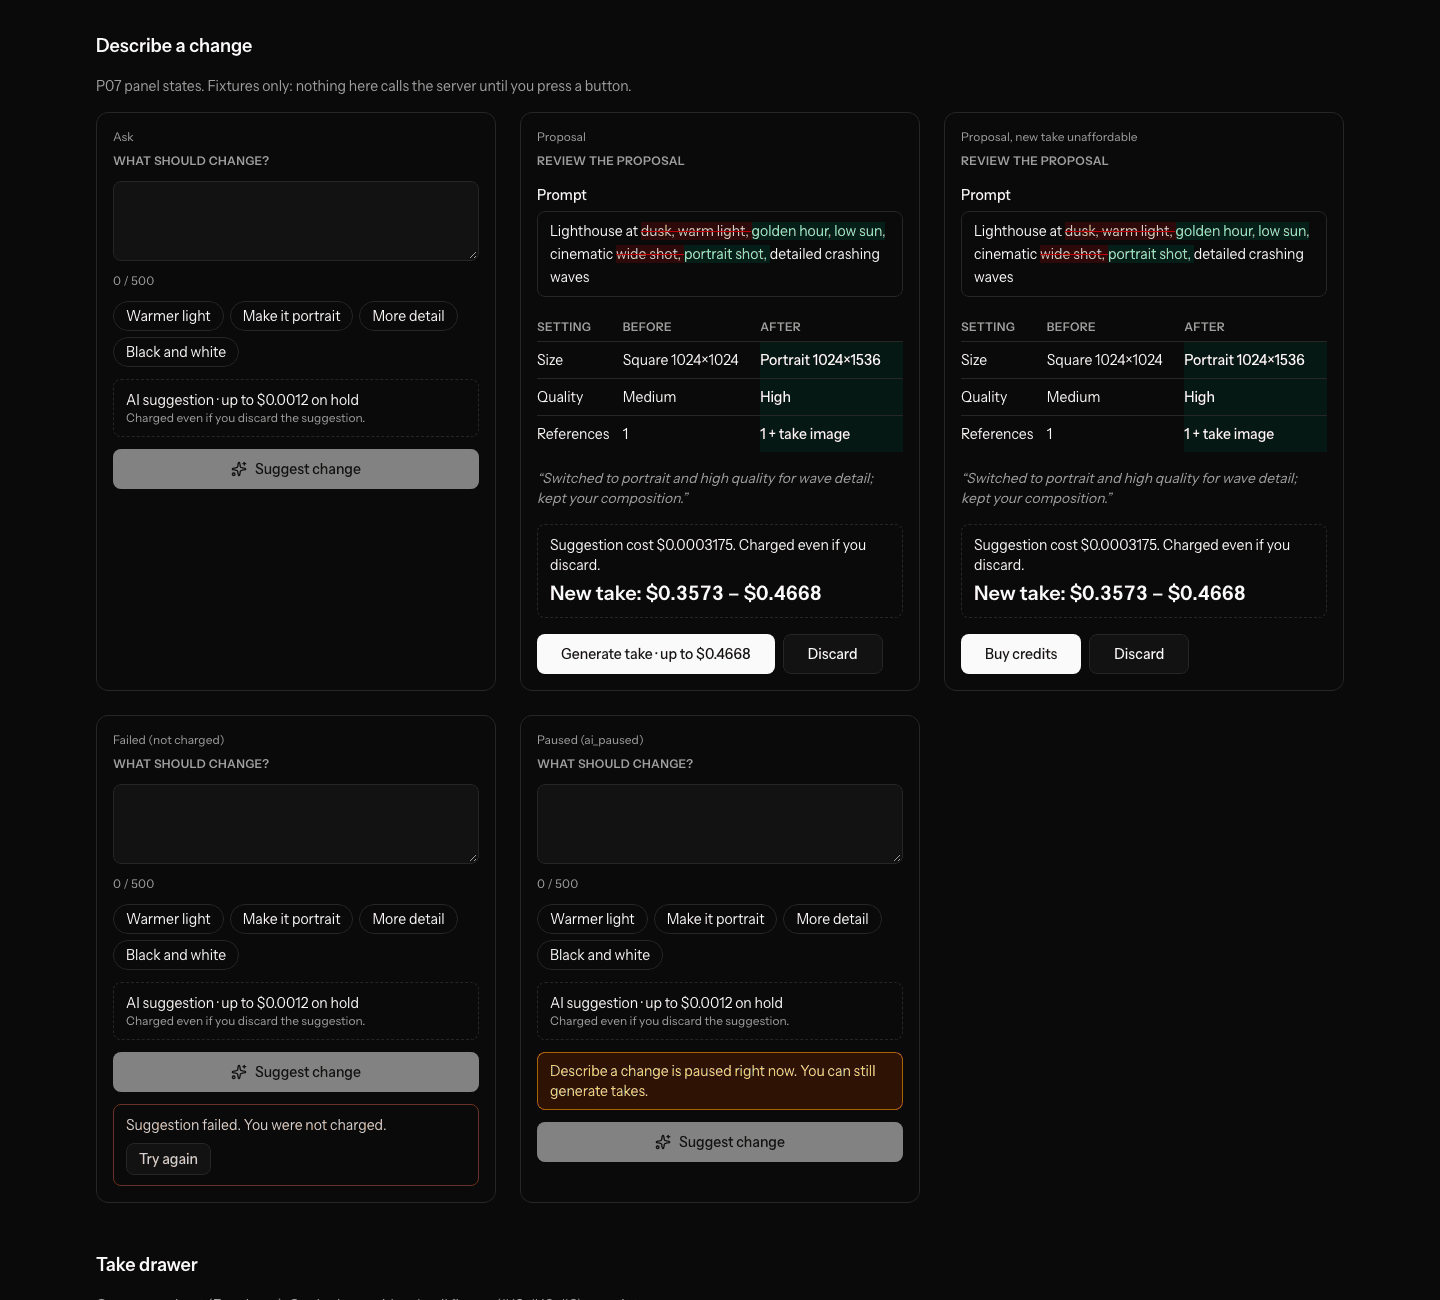 Describe a change
P07 panel states. Fixtures only: nothing here calls the server until you press a button.
Ask
WHAT SHOULD CHANGE?
0 / 500
Warmer light
Make it portrait
More detail
Black and white
AI suggestion · up to $0.0012 on hold
Charged even if you discard the suggestion.
Suggest change
Proposal
REVIEW THE PROPOSAL
Prompt
Lighthouse at dusk, warm light, golden hour, low sun,
cinematic wide shot, portrait shot, detailed crashing
waves
SETTING BEFORE AFTER
Size Square 1024×1024 Portrait 1024×1536
Quality Medium High
References 1 1 + take image
“Switched to portrait and high quality for wave detail;
kept your composition.”
Suggestion cost $0.0003175. Charged even if you
discard.
New take: $0.3573 – $0.4668
Generate take · up to $0.4668
Discard
Proposal, new take unaffordable
REVIEW THE PROPOSAL
Prompt
Lighthouse at dusk, warm light, golden hour, low sun,
cinematic wide shot, portrait shot, detailed crashing
waves
SETTING BEFORE AFTER
Size Square 1024×1024 Portrait 1024×1536
Quality Medium High
References 1 1 + take image
“Switched to portrait and high quality for wave detail;
kept your composition.”
Suggestion cost $0.0003175. Charged even if you
discard.
New take: $0.3573 – $0.4668
Buy credits
Discard
Failed (not charged)
WHAT SHOULD CHANGE?
0 / 500
Warmer light
Make it portrait
More detail
Black and white
AI suggestion · up to $0.0012 on hold
Charged even if you discard the suggestion.
Suggest change
Suggestion failed. You were not charged.
Try again
Paused (ai_paused)
WHAT SHOULD CHANGE?
0 / 500
Warmer light
Make it portrait
More detail
Black and white
AI suggestion · up to $0.0012 on hold
Charged even if you discard the suggestion.
Describe a change is paused right now. You can still
generate takes.
Suggest change
Take drawer